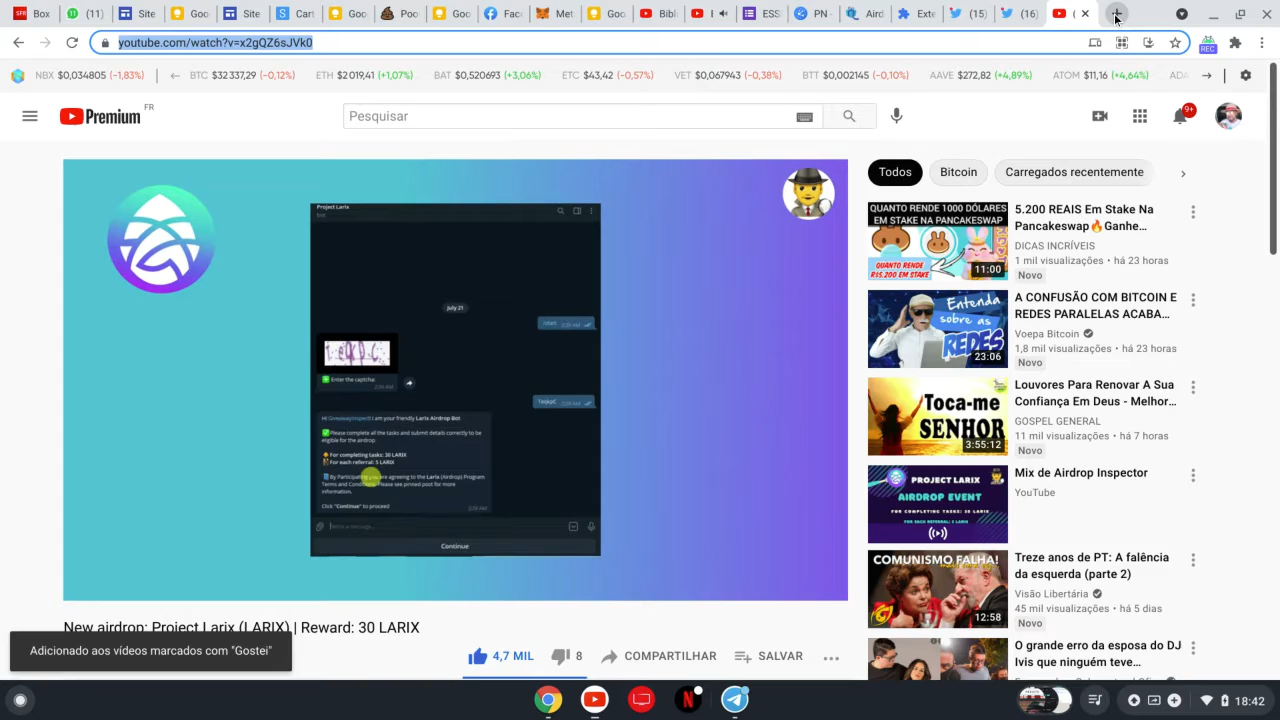 (11)
Site
Start
Poo
Goo
Fac
Met
Goo
Bibl
ESS
PN
Exte
(15)
(16
youtube.com/watch?v=x2gQZ6sJVk0
REC
NBX $0,034805 (-1,83%) BTC $32337,29 (-0,12%) ETH $2019,41 (+1,07%) BAT $0,520693 (+3,06%) ETC $43,42 (-0,57%) VET $0,067943 (-0,38%) BTT $0,002145 (-0,10%) AAVE $272,82 (+4,89%) ATOM $11,16 (+4,64%) ADA
Premium FR
Pesquisar
9+
Todos Bitcoin Carregados recentemente
Project Larix
bot
July 21
/start
Enter the captcha:
Hi GiveawayInspect! I am your friendly Larix Airdrop Bot
Please complete all the tasks and submit details correctly to be
eligible for the airdrop
For completing tasks: 30 LARIX
For each referral: 5 LARIX
By Participating you are agreeing to the Larix (Airdrop) Program
Terms and Conditions. Please see pinned post for more
information.
Click "Continue" to proceed
Write a message...
Continue
New airdrop: Project Larix (LARIX) | Reward: 30 LARIX
Adicionado aos vídeos marcados com "Gostei"
4,7 MIL 8 COMPARTILHAR SALVAR
QUANTO RENDE 1000 DÓLARES
EM STAKE NA PANCAKESWAP
QUANTO RENDE
R$5.200 EM STAKE
11:00
5.200 REAIS Em Stake Na
Pancakeswap🔥Ganhe...
DICAS INCRÍVEIS
1 mil visualizações • há 23 horas
Novo
Entenda
sobre as
REDES
23:06
A CONFUSÃO COM BITCOIN E
REDES PARALELAS ACABA...
Voepa Bitcoin
1,8 mil visualizações • há 23 horas
Novo
Toca-me
SENHOR
3:55:12
Louvores Para Renovar A Sua
Confiança Em Deus - Melhor...
GOSPEL GENERAL
11 mil visualizações • há 7 horas
Novo
PROJECT LARIX
AIRDROP EVENT
FOR COMPLETING TASKS: 30 LARIX
FOR EACH REFERRAL: 5 LARIX
Mix de Airdrop Inspector
YouTube
COMUNISMO FALHA!
12:58
Treze anos de PT: A falência
da esquerda (parte 2)
Visão Libertária
45 mil visualizações • há 5 dias
Novo
O grande erro da esposa do DJ
Ivis que ninguém teve...
18:42